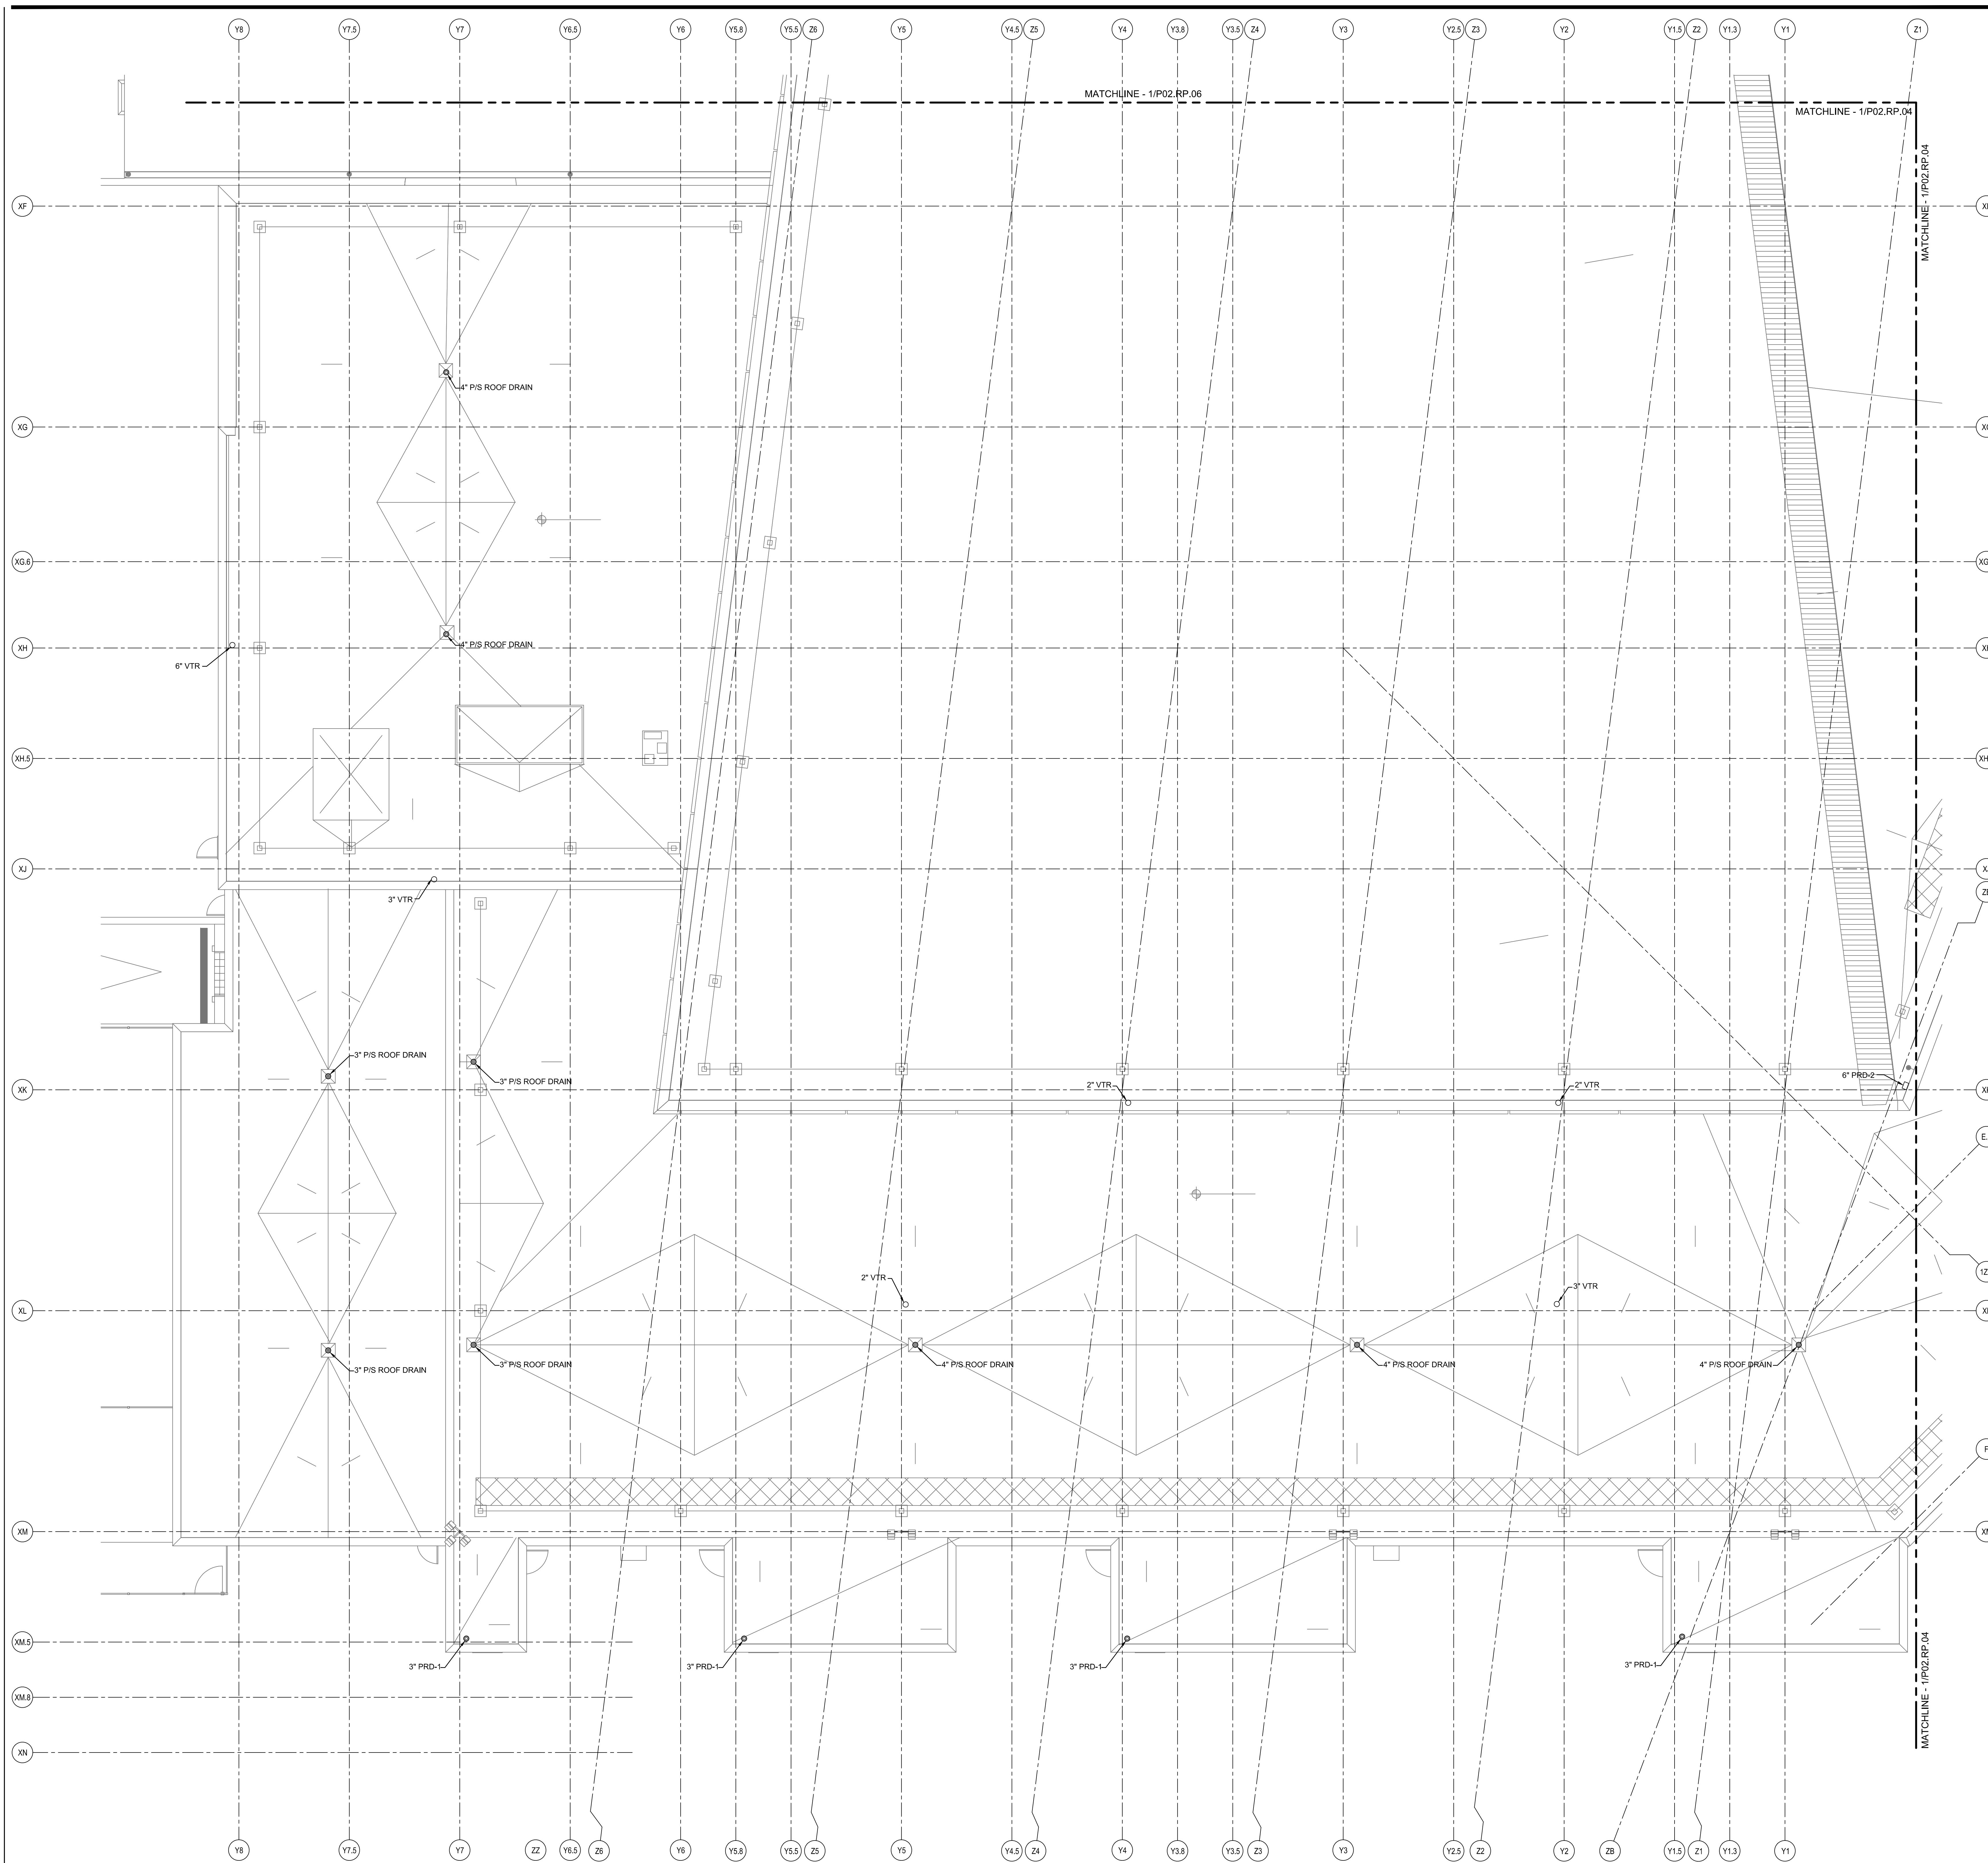 Y8 Y7.5 Y7 Y6.5 Y6 Y5.8 Y5.5 Z6 Y5 Y4.5 Z5 Y4 Y3.8 Y3.5 Z4 Y3 Y2.5 Z3 Y2 Y1.5 Z2 Y1.3 Y1 Z1
MATCHLINE - 1/P02.RP.06
MATCHLINE - 1/P02.RP.04
MATCHLINE - 1/P02.RP.04
XF
4" P/S ROOF DRAIN
XG
XG.6
4" P/S ROOF DRAIN
XH
6" VTR
XH.5
XJ
3" VTR
3" P/S ROOF DRAIN
3" P/S ROOF DRAIN
6" PRD-2
2" VTR
2" VTR
XK
2" VTR
3" VTR
XL
3" P/S ROOF DRAIN
3" P/S ROOF DRAIN
4" P/S ROOF DRAIN
4" P/S ROOF DRAIN
4" P/S ROOF DRAIN
XM
XM.5
3" PRD-1
3" PRD-1
3" PRD-1
3" PRD-1
MATCHLINE - 1/P02.RP.04
XM.8
XN
Y8 Y7.5 Y7 ZZ Y6.5 Z6 Y6 Y5.8 Y5.5 Z5 Y5 Y4.5 Z4 Y4 Y3.8 Y3.5 Z3 Y3 Y2.5 Z2 Y2 ZB Y1.5 Z1 Y1.3 Y1